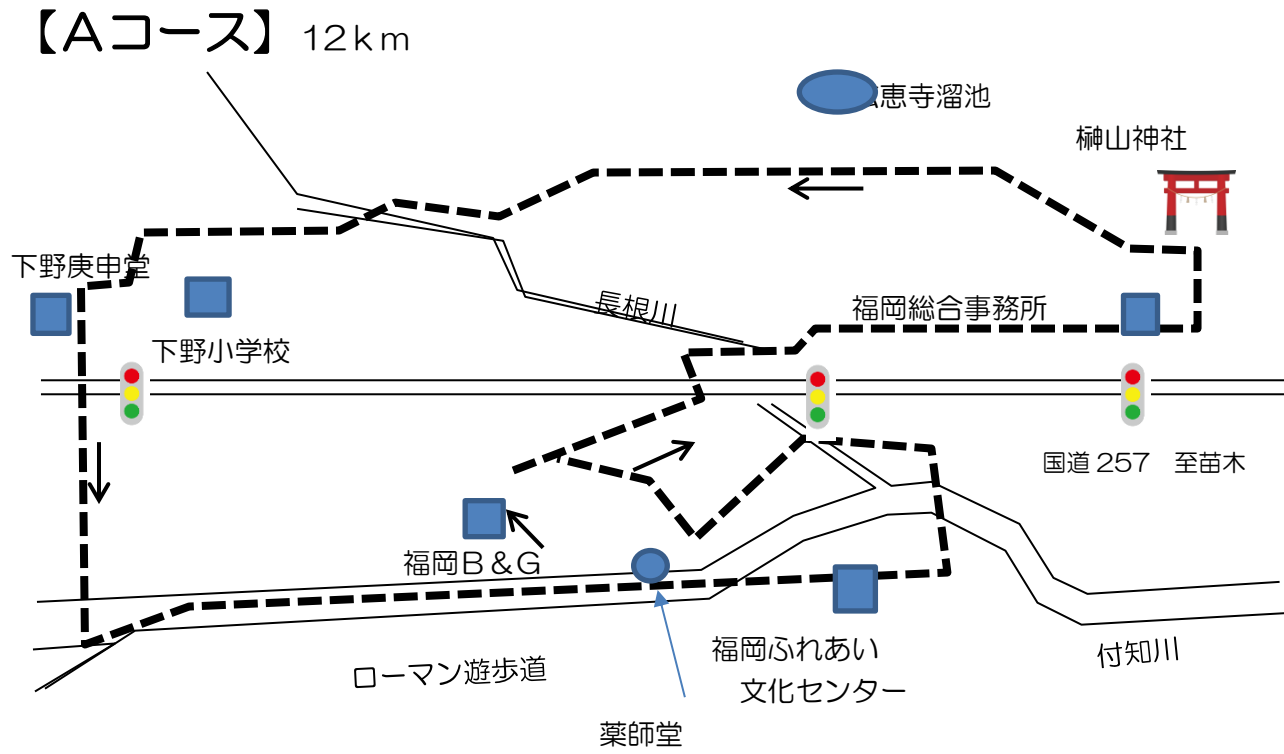 【Aコース】 12km
恵寺溜池
榊山神社
下野庚申堂
長根川
福岡総合事務所
下野小学校
国道257 至苗木
福岡B&G
福岡ふれあい
文化センター
付知川
ローマン遊歩道
薬師堂